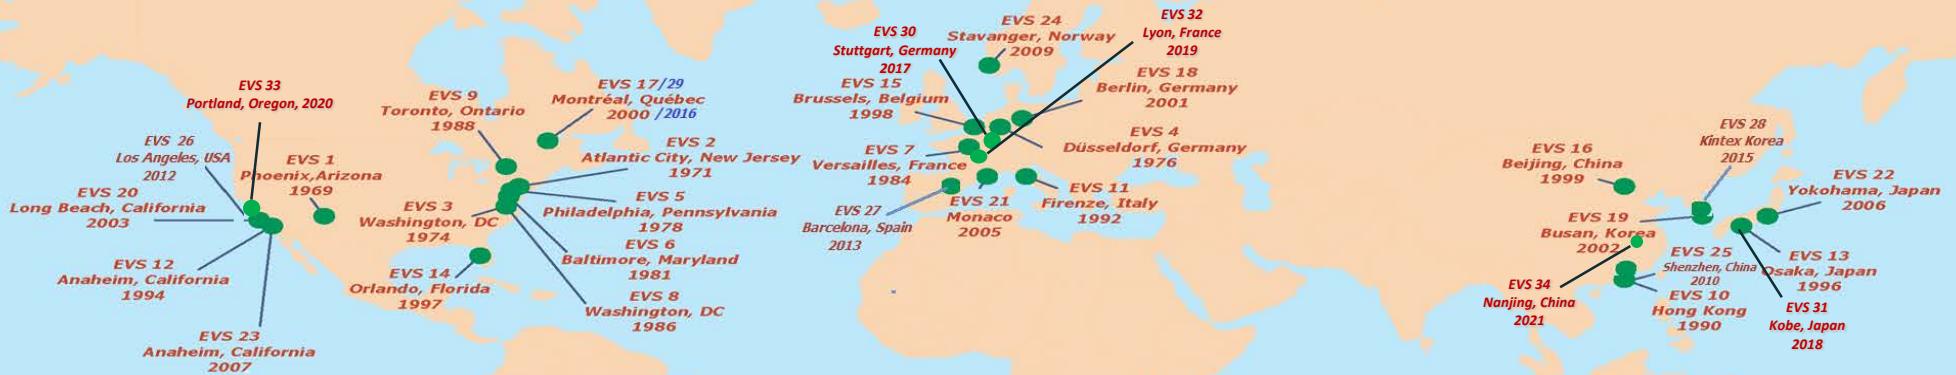 EVS 33
Portland, Oregon, 2020
EVS 26
Los Angeles, USA
2012
EVS 1
Phoenix,Arizona
1969
EVS 20
Long Beach, California
2003
EVS 12
Anaheim, California
1994
EVS 23
Anaheim, California
2007
EVS 9
Toronto, Ontario
1988
EVS 17/29
Montréal, Québec
2000 /2016
EVS 2
Atlantic City, New Jersey
1971
EVS 3
Washington, DC
1974
EVS 5
Philadelphia, Pennsylvania
1978
EVS 6
Baltimore, Maryland
1981
EVS 14
Orlando, Florida
1997
EVS 8
Washington, DC
1986
EVS 30
Stuttgart, Germany
2017
EVS 24
Stavanger, Norway
2009
EVS 32
Lyon, France
2019
EVS 15
Brussels, Belgium
1998
EVS 18
Berlin, Germany
2001
EVS 7
Versailles, France
1984
EVS 4
Düsseldorf, Germany
1976
EVS 27
Barcelona, Spain
2013
EVS 21
Monaco
2005
EVS 11
Firenze, Italy
1992
EVS 16
Beijing, China
1999
EVS 28
Kintex Korea
2015
EVS 22
Yokohama, Japan
2006
EVS 19
Busan, Korea
2002
EVS 25
Shenzhen, China
2010
EVS 13
Osaka, Japan
1996
EVS 34
Nanjing, China
2021
EVS 10
Hong Kong
1990
EVS 31
Kobe, Japan
2018